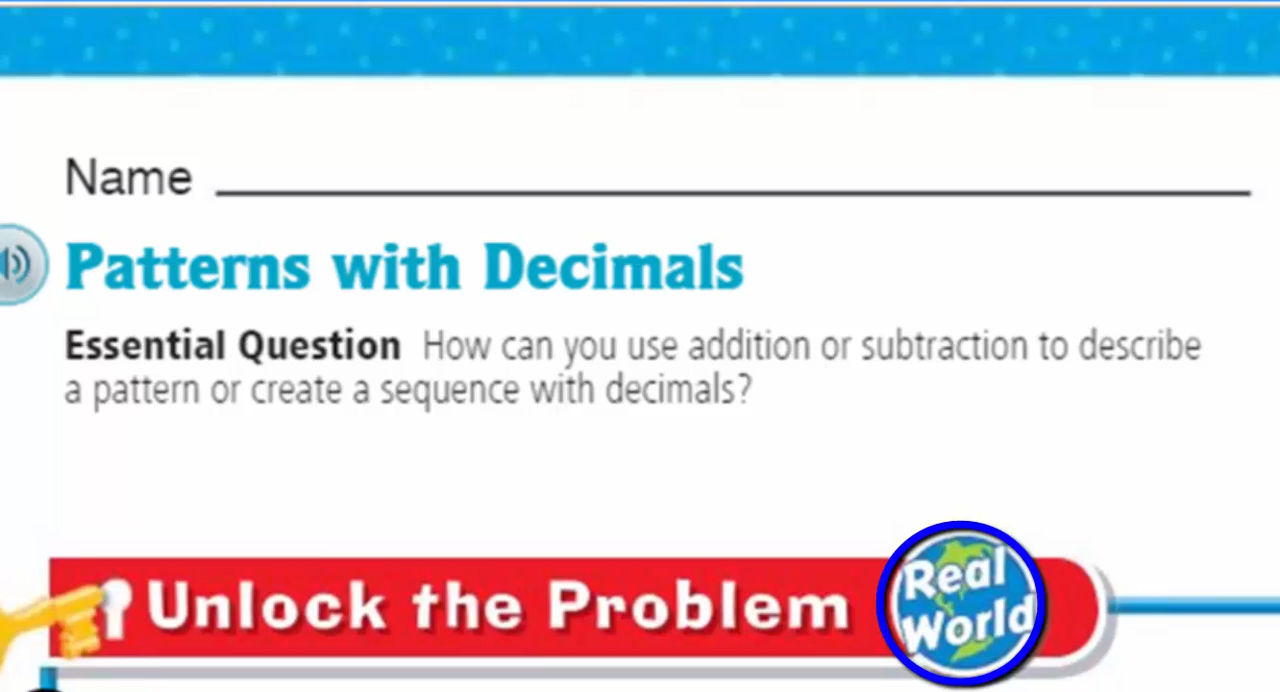 Name
Patterns with Decimals
Essential Question How can you use addition or subtraction to describe
a pattern or create a sequence with decimals?
Unlock the Problem
Real
World